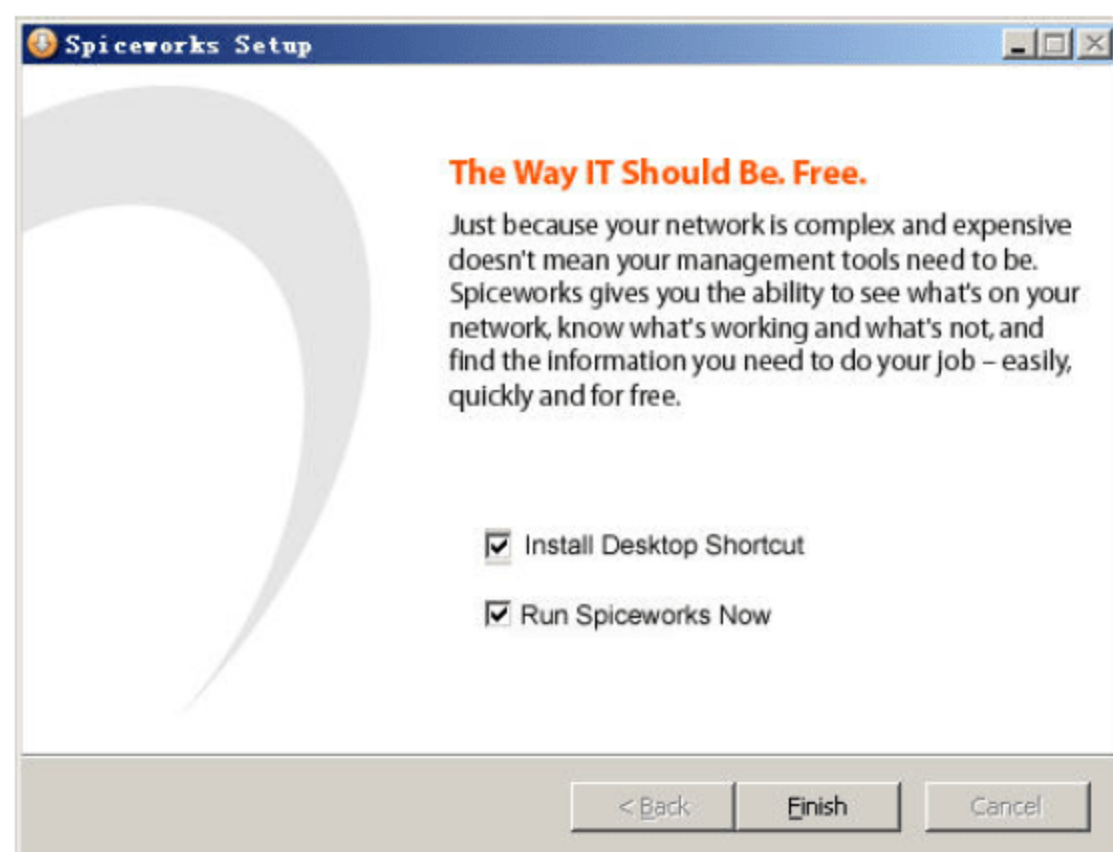 Spiceworks Setup
The Way IT Should Be. Free.
Just because your network is complex and expensive
doesn't mean your management tools need to be.
Spiceworks gives you the ability to see what's on your
network, know what's working and what's not, and
find the information you need to do your job – easily,
quickly and for free.
Install Desktop Shortcut
Run Spiceworks Now
< Back Finish Cancel